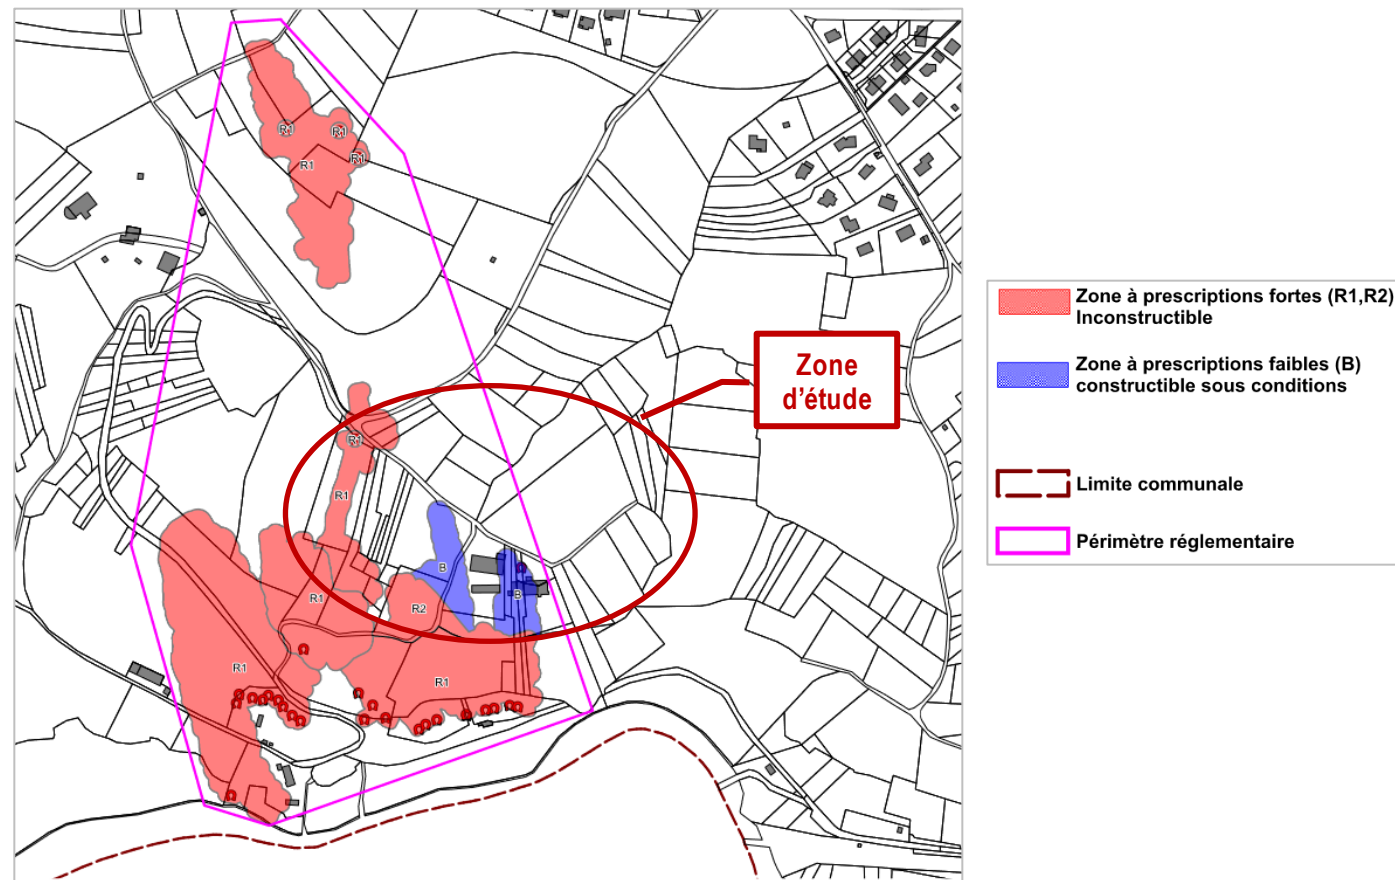 R1
R1
R1
R1
Zone
d'étude
R1
R1
B
B
R1
R2
R1
R1
Zone à prescriptions fortes (R1,R2)
Inconstructible
Zone à prescriptions faibles (B)
constructible sous conditions
Limite communale
Périmètre réglementaire